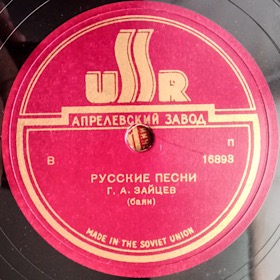 USSR
АПРЕЛЕВСКИЙ ЗАВОД
П
В 16893
РУССКИЕ ПЕСНИ
Г. А. ЗАЙЦЕВ
(баян)
MADE IN THE SOVIET UNION